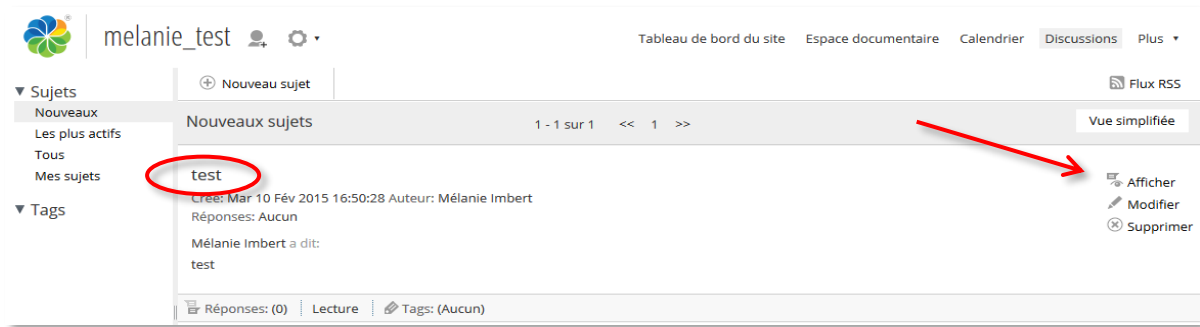 melanie_test
Tableau de bord du site Espace documentaire Calendrier Discussions Plus
Sujets
Nouveaux
Les plus actifs
Tous
Mes sujets
Tags
Nouveau sujet
Flux RSS
Nouveaux sujets
1 - 1 sur 1 << 1 >>
Vue simplifiée
test
Créé: Mar 10 Fév 2015 16:50:28 Auteur: Mélanie Imbert
Réponses: Aucun
Mélanie Imbert a dit:
test
Afficher
Modifier
Supprimer
Réponses: (0) Lecture Tags: (Aucun)